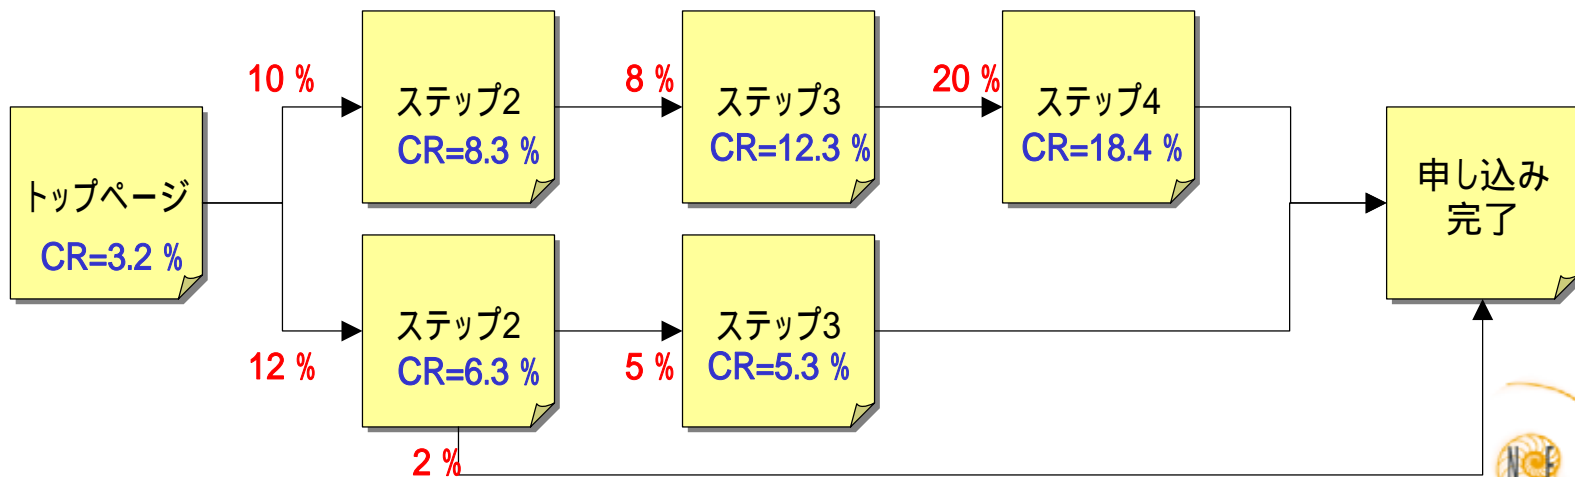 10 %
8 %
20 %
ステップ2
CR=8.3 %
ステップ3
CR=12.3 %
ステップ4
CR=18.4 %
トップページ
CR=3.2 %
申し込み
完了
ステップ2
CR=6.3 %
ステップ3
CR=5.3 %
12 %
5 %
2 %